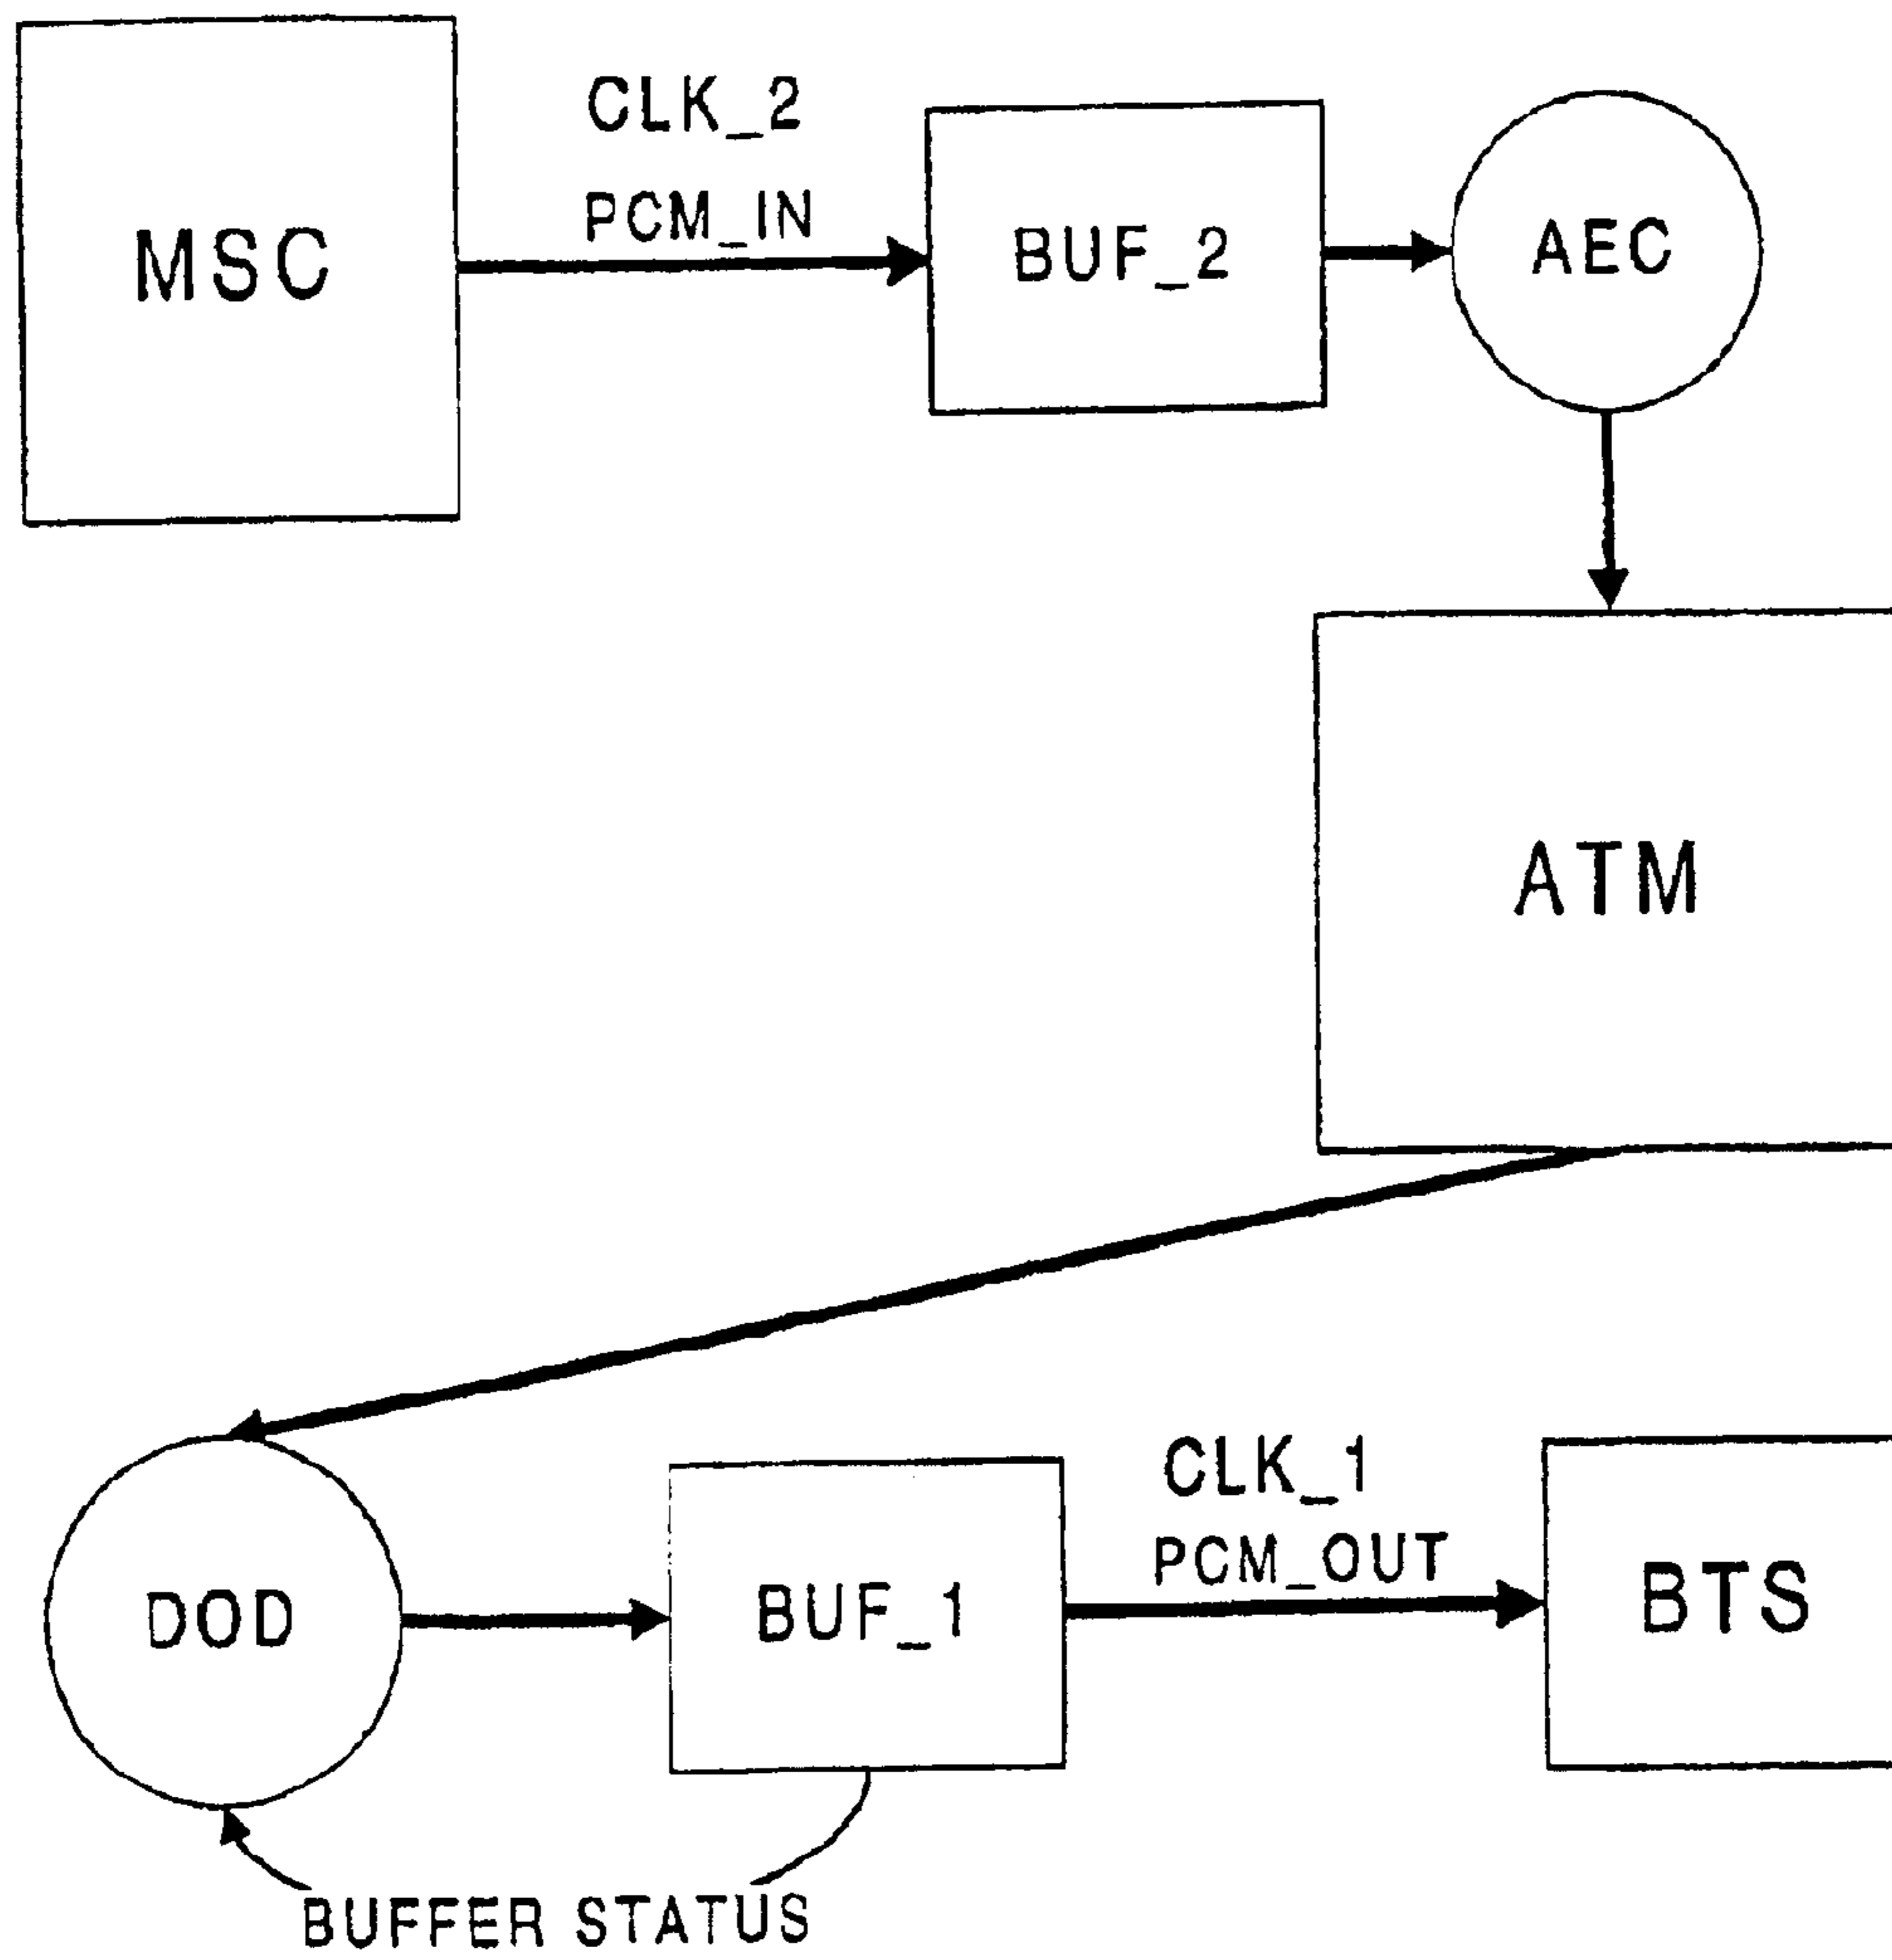 CLK_2
PCM_IN
MSC
BUF_2
AEC
ATM
CLK_1
PCM_OUT
DOD
BUF_1
BTS
BUFFER STATUS